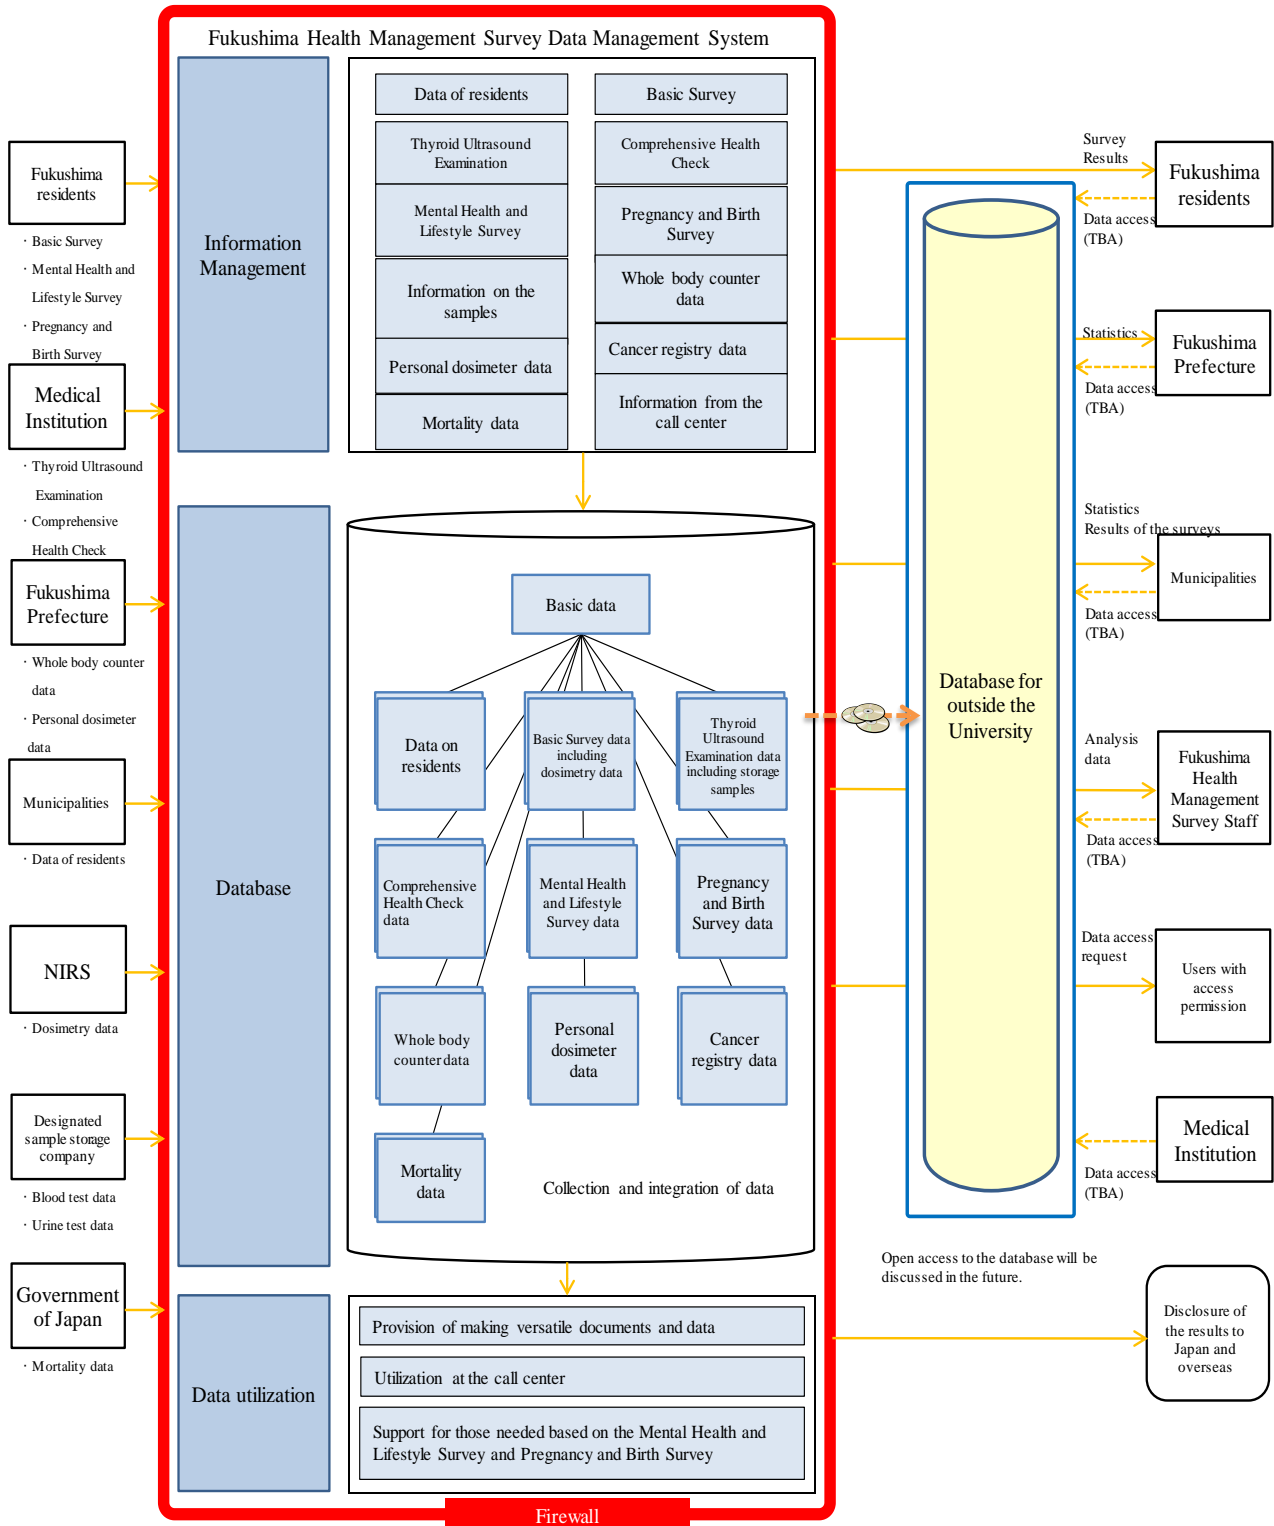 Fukushima Health Management Survey Data Management System
Fukushima
residents
・Basic Survey
・Mental Health and
Lifestyle Survey
・Pregnancy and
Birth Survey
Medical
Institution
・Thyroid Ultrasound
Examination
・Comprehensive
Health Check
Fukushima
Prefecture
・Whole body counter
data
・Personal dosimeter
data
Municipalities
・Data of residents
NIRS
・Dosimetry data
Designated
sample storage
company
・Blood test data
・Urine test data
Government
of Japan
・Mortality data
Information
Management
Data of residents
Basic Survey
Thyroid Ultrasound
Examination
Comprehensive Health
Check
Mental Health and
Lifestyle Survey
Pregnancy and Birth
Survey
Information on the
samples
Whole body counter
data
Personal dosimeter data
Cancer registry data
Mortality data
Information from the
call center
Database
Basic data
Data on
residents
Basic Survey data
including
dosimetry data
Thyroid
Ultrasound
Examination data
including storage
samples
Comprehensive
Health Check
data
Mental Health
and Lifestyle
Survey data
Pregnancy
and Birth
Survey data
Whole body
counter data
Personal
dosimeter
data
Cancer
registry data
Mortality
data
Collection and integration of data
Data utilization
Provision of making versatile documents and data
Utilization at the call center
Support for those needed based on the Mental Health and
Lifestyle Survey and Pregnancy and Birth Survey
Firewall
Database for
outside the
University
Survey
Results
Fukushima
residents
Data access
(TBA)
Statistics
Fukushima
Prefecture
Data access
(TBA)
Statistics
Results of the surveys
Municipalities
Data access
(TBA)
Analysis
data
Fukushima
Health
Management
Survey Staff
Data access
(TBA)
Data access
request
Users with
access
permission
Medical
Institution
Data access
(TBA)
Open access to the database will be
discussed in the future.
Disclosure of
the results to
Japan and
overseas